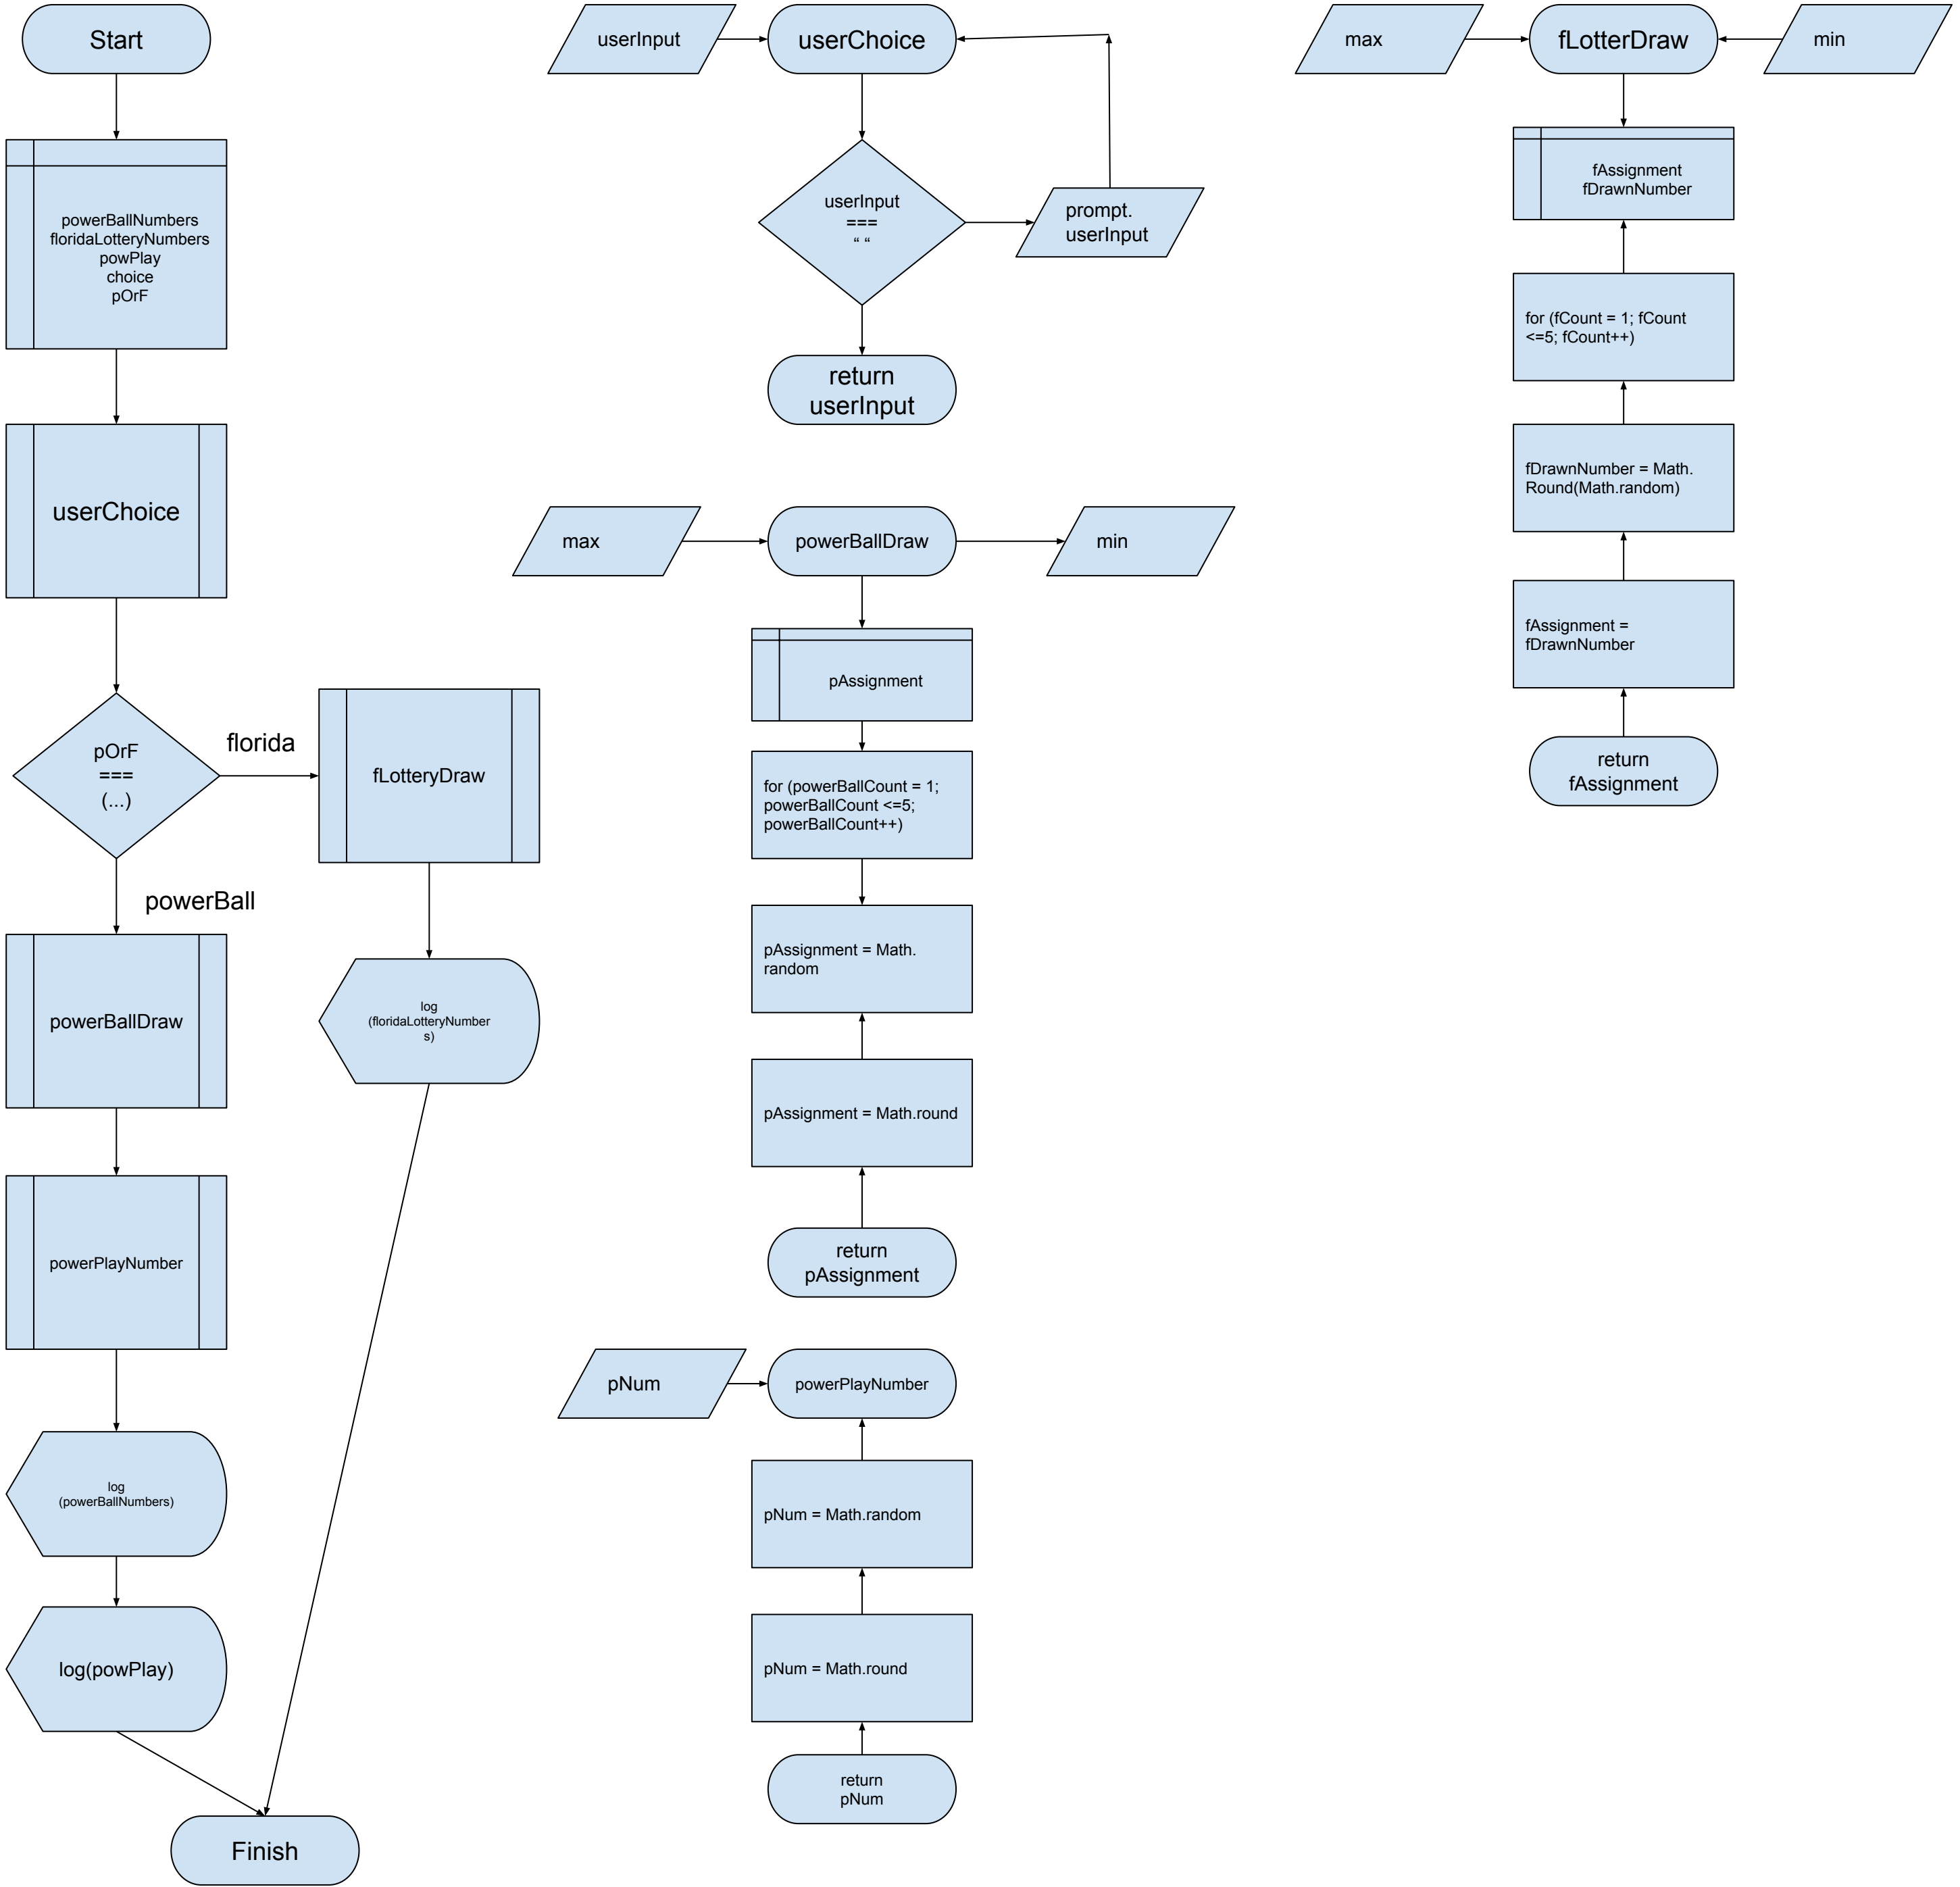 Start
powerBallNumbers
floridaLotteryNumbers
powPlay
choice
pOrF
userChoice
pOrF
===
(...)
florida
powerBall
fLotteryDraw
log
(floridaLotteryNumber
s)
powerBallDraw
powerPlayNumber
log
(powerBallNumbers)
log(powPlay)
Finish
userInput
userChoice
userInput
===
“ “
prompt.
userInput
return
userInput
max
powerBallDraw
min
pAssignment
for (powerBallCount = 1;
powerBallCount <=5;
powerBallCount++)
pAssignment = Math.
random
pAssignment = Math.round
return
pAssignment
pNum
powerPlayNumber
pNum = Math.random
pNum = Math.round
return
pNum
max
fLotterDraw
min
fAssignment
fDrawnNumber
for (fCount = 1; fCount
<=5; fCount++)
fDrawnNumber = Math.
Round(Math.random)
fAssignment =
fDrawnNumber
return
fAssignment